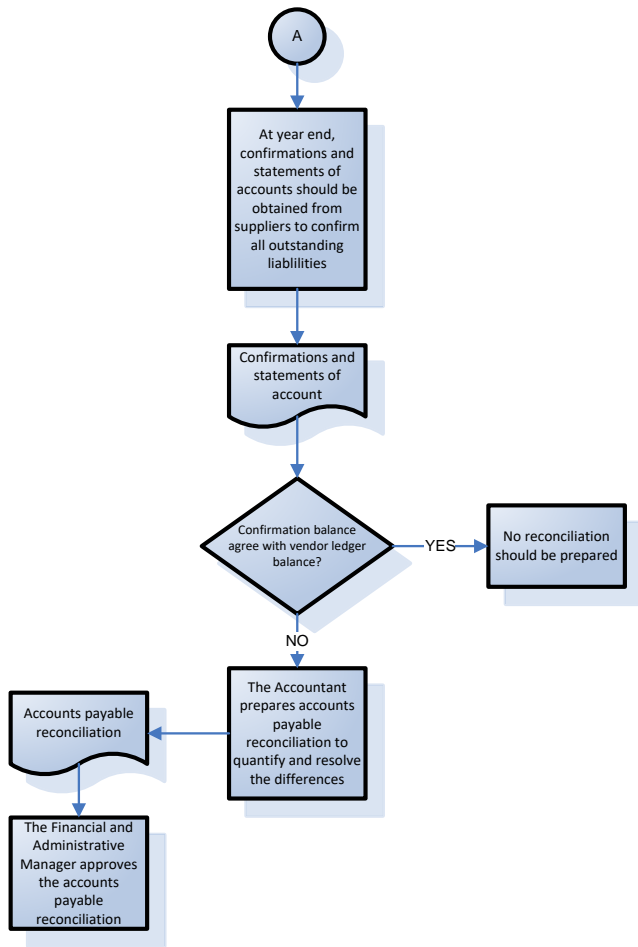 A
At year end,
confirmations and
statements of
accounts should be
obtained from
suppliers to confirm
all outstanding
liablilities
Confirmations and
statements of
account
Confirmation balance
agree with vendor ledger
balance?
YES
No reconciliation
should be prepared
NO
The Accountant
prepares accounts
payable
reconciliation to
quantify and resolve
the differences
Accounts payable
reconciliation
The Financial and
Administrative
Manager approves
the accounts
payable
reconciliation